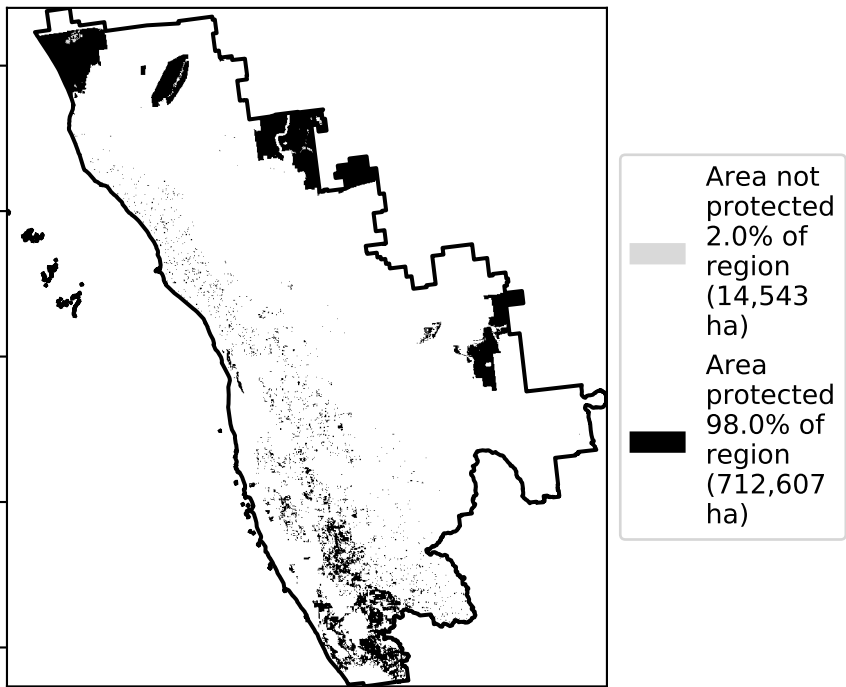 Area not
protected
2.0% of
region
(14,543
ha)
Area
protected
98.0% of
region
(712,607
ha)